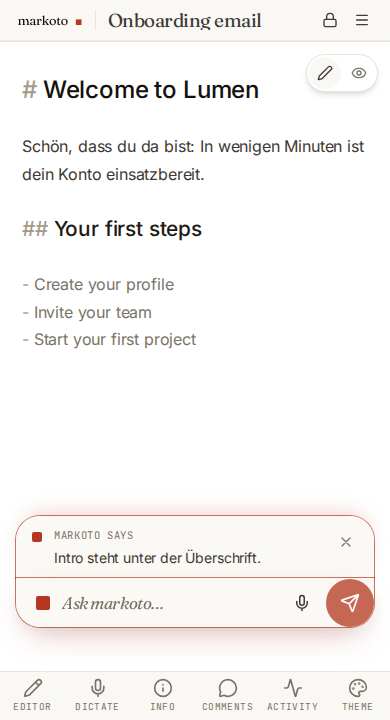 markoto
Onboarding email
# Welcome to Lumen
Schön, dass du da bist: In wenigen Minuten ist
dein Konto einsatzbereit.
## Your first steps
- Create your profile
- Invite your team
- Start your first project
MARKOTO SAYS
Intro steht unter der Überschrift.
Ask markoto...
EDITOR
DICTATE
INFO
COMMENTS
ACTIVITY
THEME